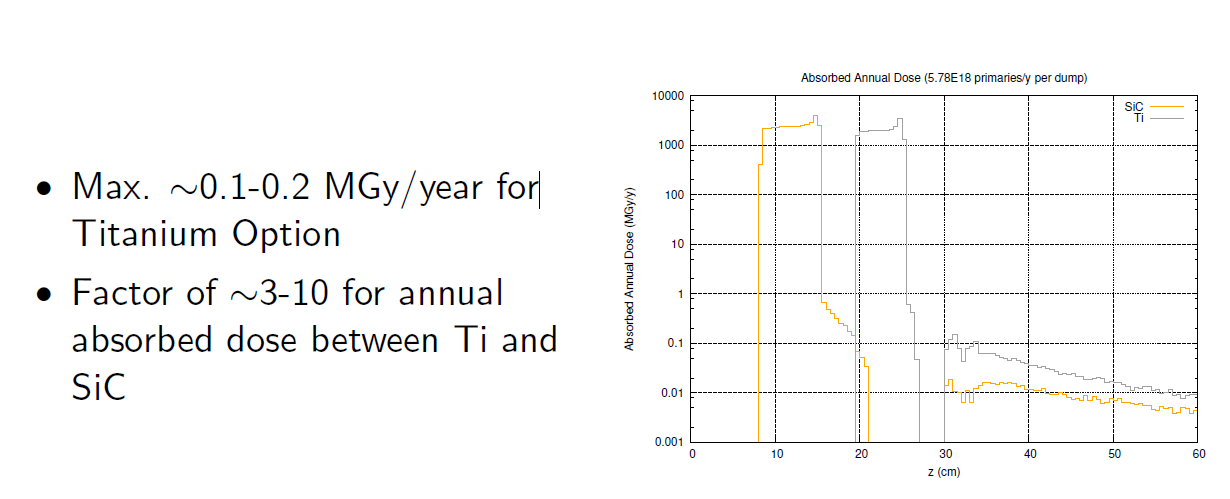 Absorbed Annual Dose (5.78E18 primaries/y per dump)
• Max. ∼0.1-0.2 MGy/year for
Titanium Option
• Factor of ∼3-10 for annual
absorbed dose between Ti and
SiC
SiC
Ti
Absorbed Annual Dose (MGy/y)
10000
1000
100
10
1
0.1
0.01
0.001
0
10
20
30
40
50
60
z (cm)